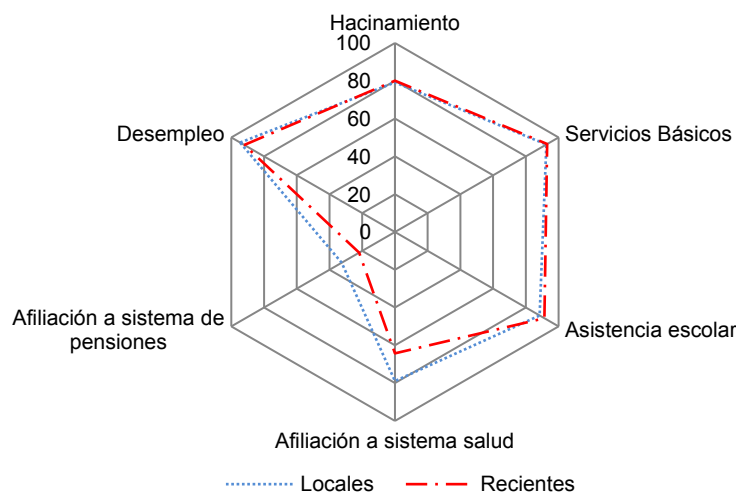 Hacinamiento
100
80
60
40
20
0
Desempleo
Servicios Básicos
Afiliación a sistema de
pensiones
Asistencia escolar
Afiliación a sistema salud
Locales
Recientes